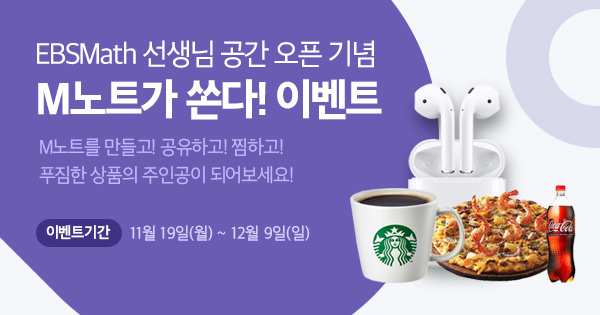 EBSMath 선생님 공간 오픈 기념
M노트가 쏜다! 이벤트
M노트를 만들고! 공유하고! 찜하고!
푸짐한 상품의 주인공이 되어보세요!
이벤트기간 11월 19일(월) ~ 12월 9일(일)
Coca-Cola